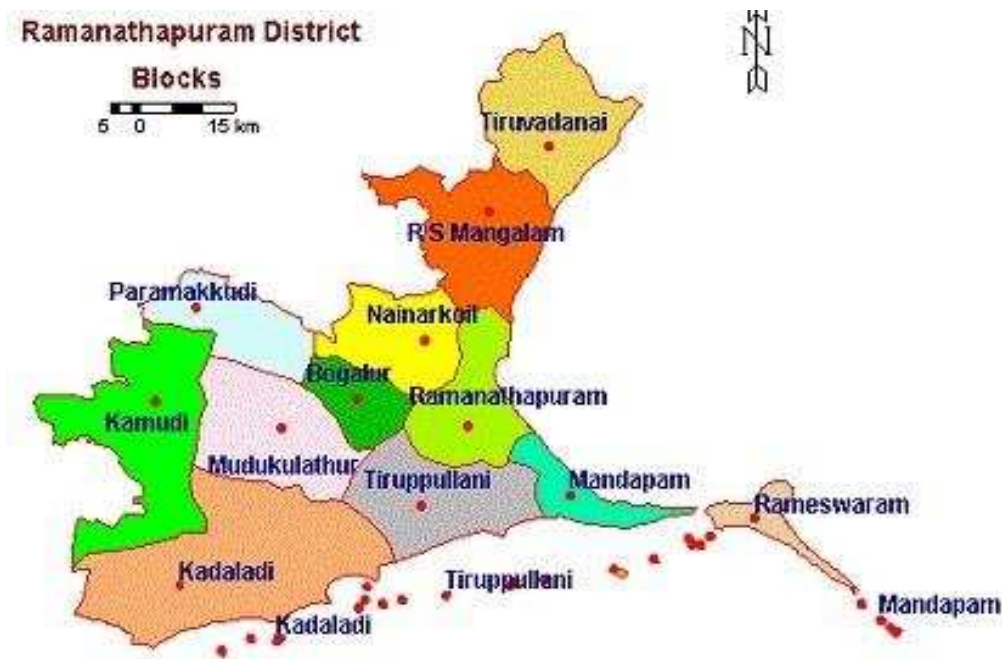 Ramanathapuram District
Blocks
5 0 15 km
N
Tiruvadanai
R S Mangalam
Paramakkudi
Nainarkoil
Bogalur
Ramanathapuram
Kamudi
Mudukulathur
Tiruppullani
Mandapam
Rameswaram
Kadaladi
Tiruppullani
Kadaladi
Mandapam